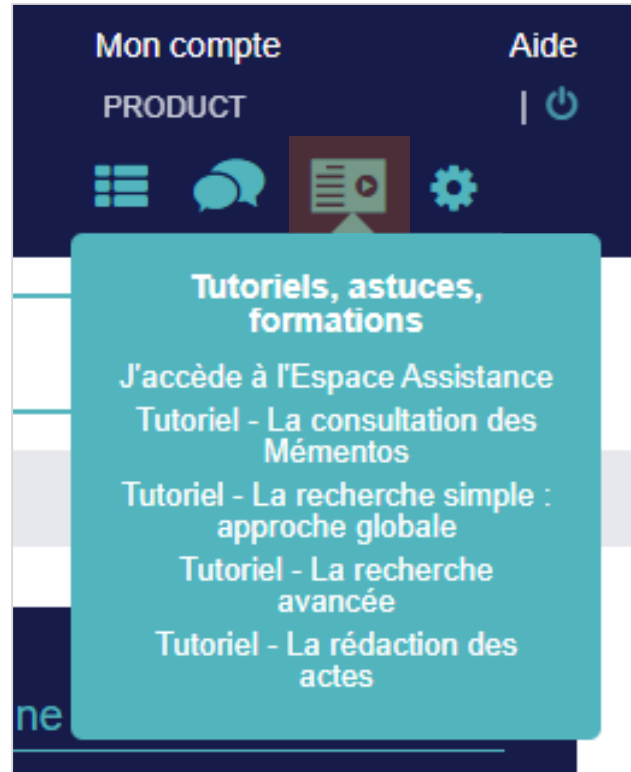 Mon compte Aide
PRODUCT |
Tutoriels, astuces,
formations
J'accède à l'Espace Assistance
Tutoriel - La consultation des
Mémentos
Tutoriel - La recherche simple :
approche globale
Tutoriel - La recherche
avancée
Tutoriel - La rédaction des
actes
ne